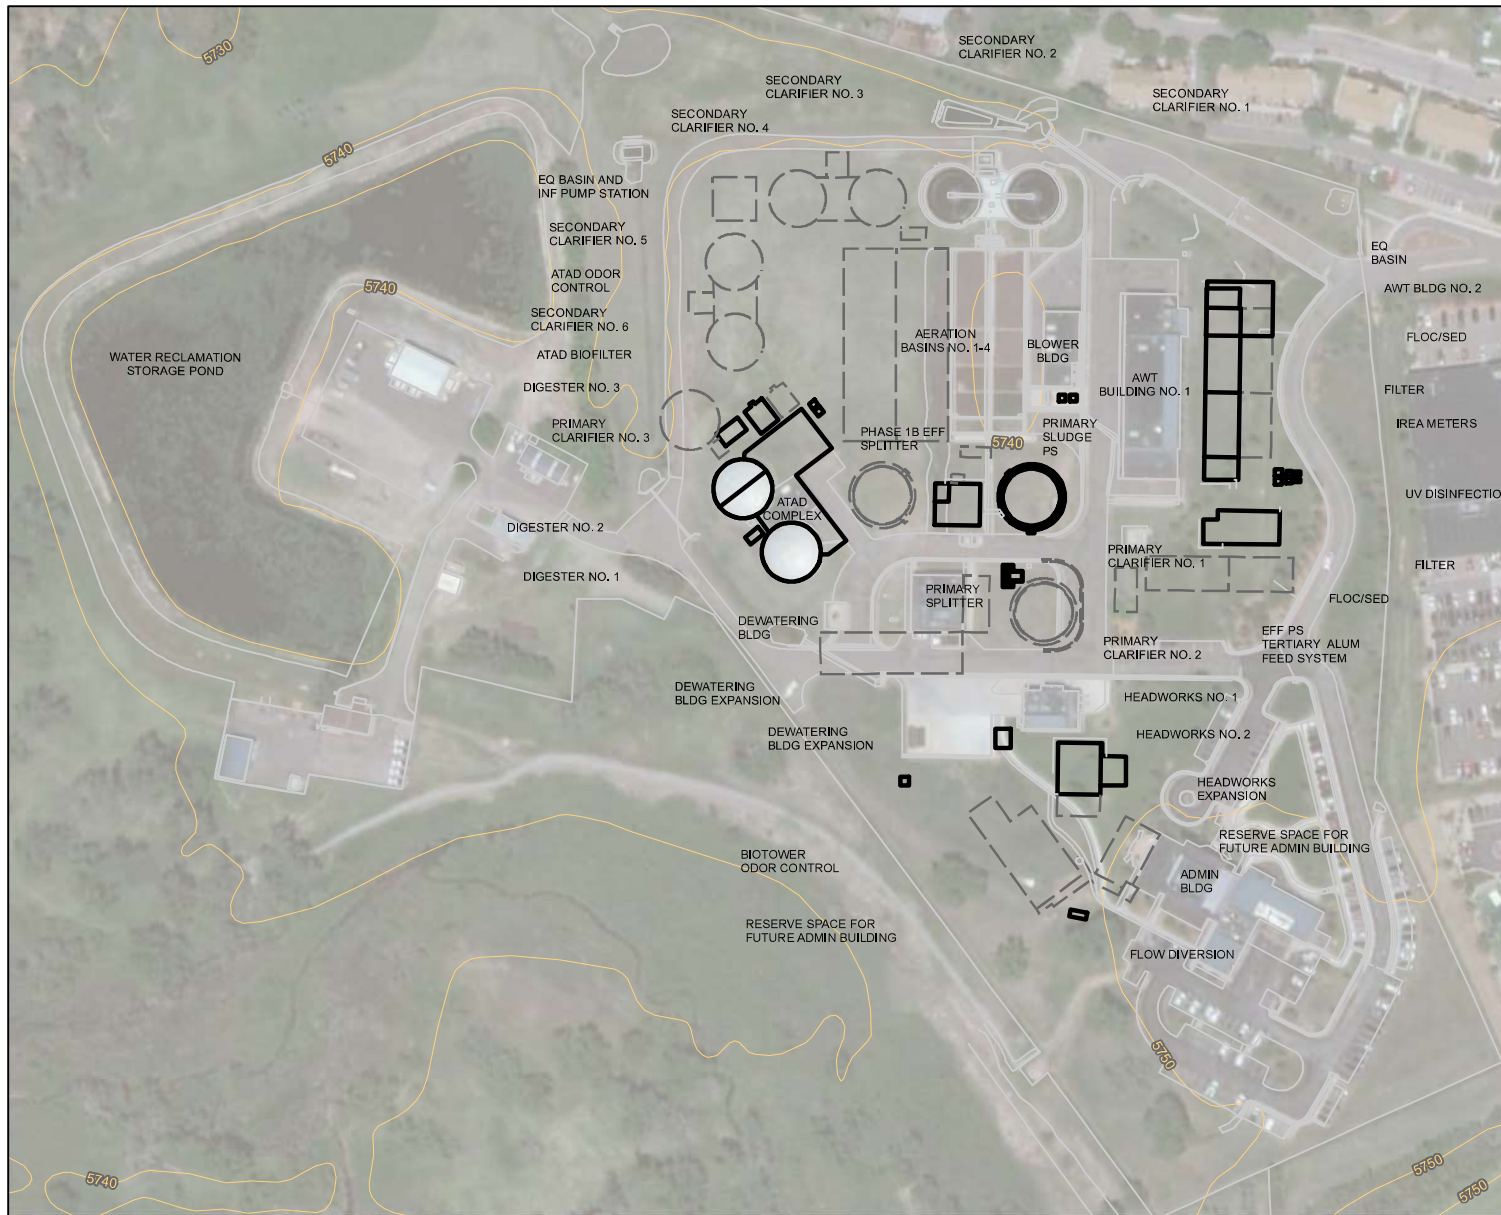 5730
SECONDARY
CLARIFIER NO. 2
SECONDARY
CLARIFIER NO. 3
SECONDARY
CLARIFIER NO. 1
SECONDARY
CLARIFIER NO. 4
5740
EQ BASIN AND
INF PUMP STATION
SECONDARY
CLARIFIER NO. 5
EQ
BASIN
ATAD ODOR
CONTROL
5740
AWT BLDG NO. 2
SECONDARY
CLARIFIER NO. 6
AERATION
BASINS NO. 1-4
BLOWER
BLDG
FLOC/SED
WATER RECLAMATION
STORAGE POND
ATAD BIOFILTER
AWT
BUILDING NO. 1
DIGESTER NO. 3
FILTER
PRIMARY
CLARIFIER NO. 3
PHASE 1B EFF
SPLITTER
5740
PRIMARY
SLUDGE
PS
IREA METERS
ATAD
COMPLEX
UV DISINFECTIO
DIGESTER NO. 2
PRIMARY
CLARIFIER NO. 1
FILTER
DIGESTER NO. 1
PRIMARY
SPLITTER
FLOC/SED
DEWATERING
BLDG
EFF PS
TERTIARY ALUM
FEED SYSTEM
PRIMARY
CLARIFIER NO. 2
DEWATERING
BLDG EXPANSION
HEADWORKS NO. 1
DEWATERING
BLDG EXPANSION
HEADWORKS NO. 2
HEADWORKS
EXPANSION
RESERVE SPACE FOR
FUTURE ADMIN BUILDING
BIOTOWER
ODOR CONTROL
ADMIN
BLDG
RESERVE SPACE FOR
FUTURE ADMIN BUILDING
FLOW DIVERSION
5750
5740
5750
5750